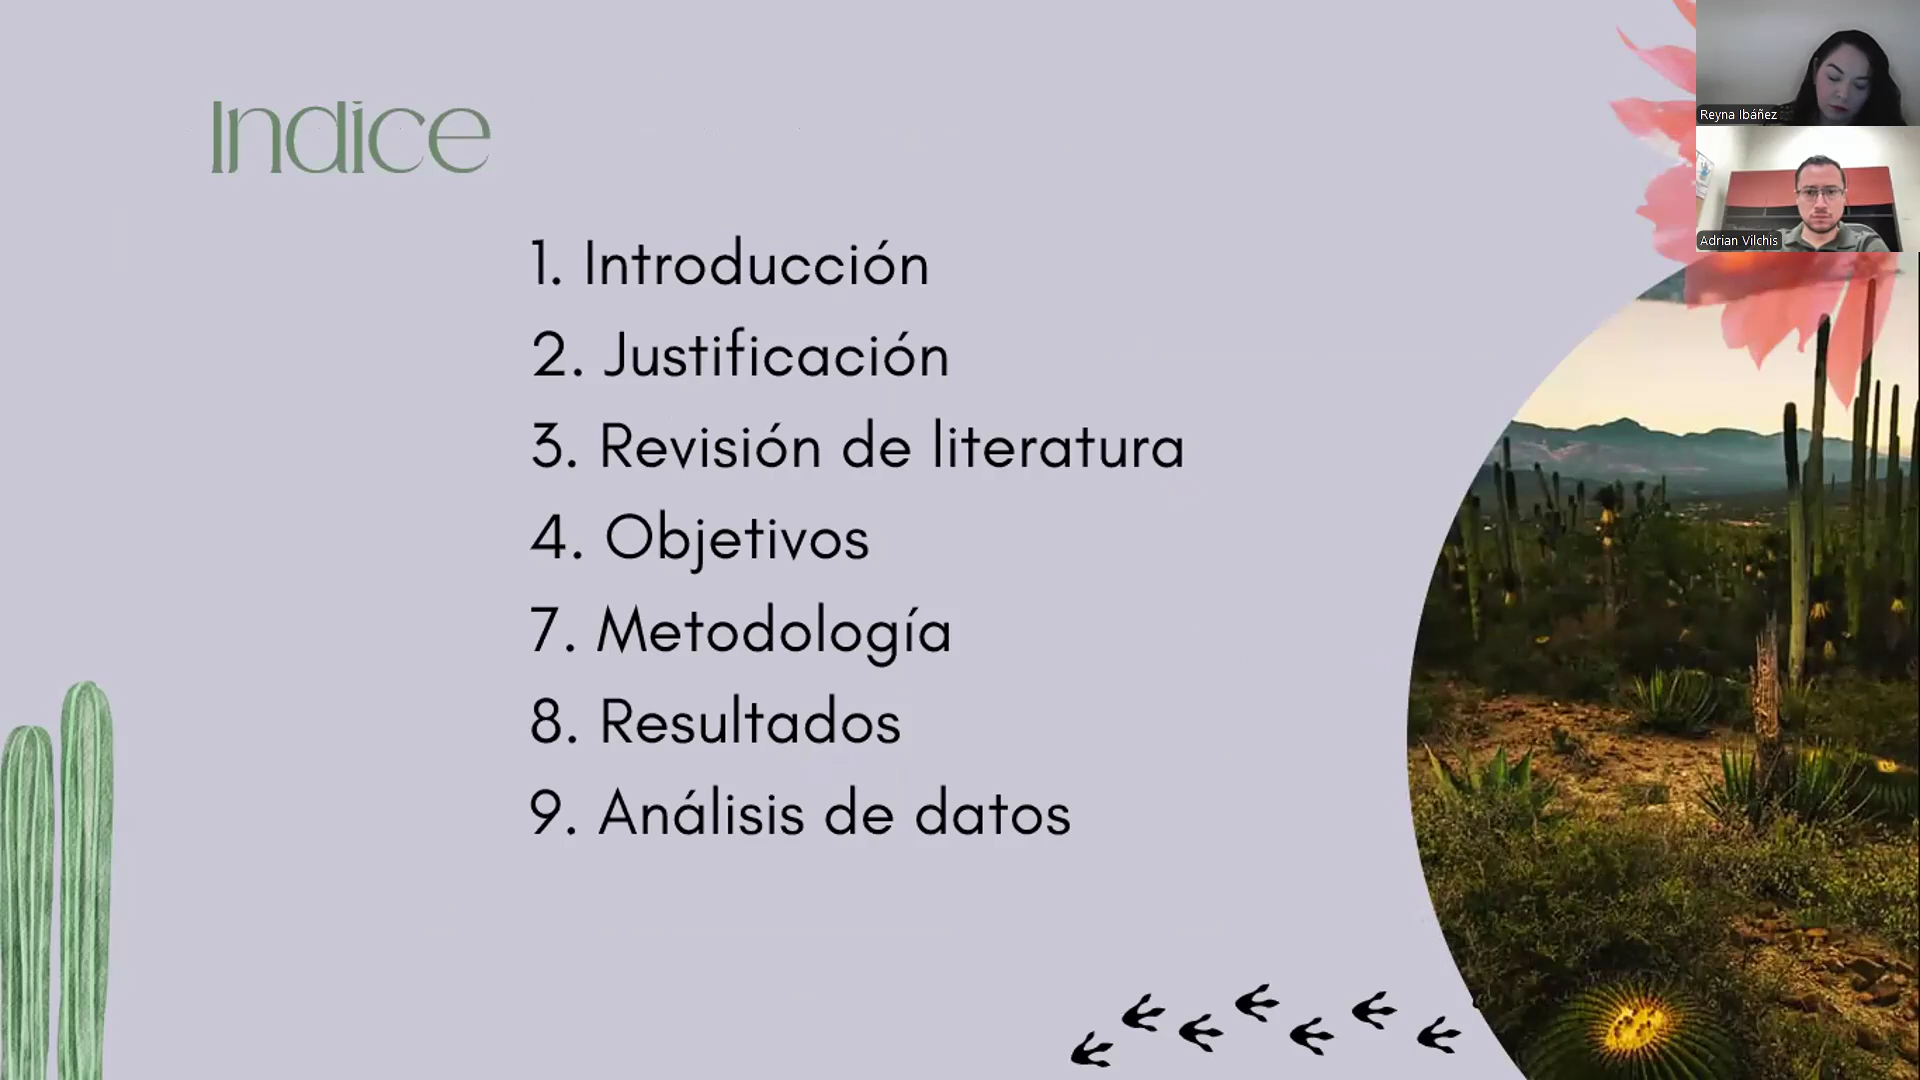 Indice
1. Introducción
2. Justificación
3. Revisión de literatura
4. Objetivos
7. Metodología
8. Resultados
9. Análisis de datos
Reyna Ibáñez
Adrian Vilchis